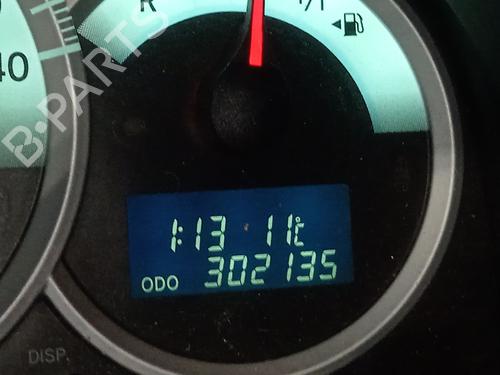 R 1/1
40
B-PARTS
1:13 11°C
ODO 302135
DISP.